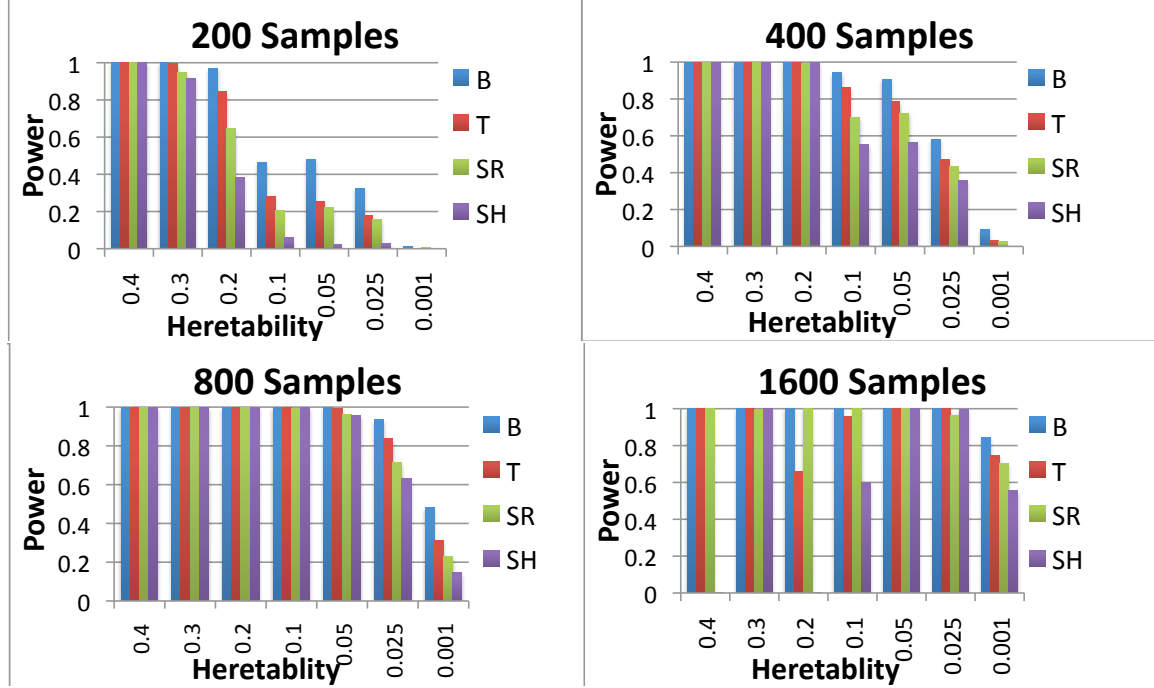 200 Samples
1
0.8
0.6
0.4
0.2
0
Power
0.4
0.3
0.2
0.1
0.05
0.025
0.001
Heretability
B
T
SR
SH
400 Samples
1
0.8
0.6
0.4
0.2
0
Power
0.4
0.3
0.2
0.1
0.05
0.025
0.001
Heretablity
B
T
SR
SH
800 Samples
1
0.8
0.6
0.4
0.2
0
Power
0.4
0.3
0.2
0.1
0.05
0.025
0.001
Heretablity
B
T
SR
SH
1600 Samples
1
0.8
0.6
0.4
0.2
0
Power
0.4
0.3
0.2
0.1
0.05
0.025
0.001
Heretablity
B
T
SR
SH